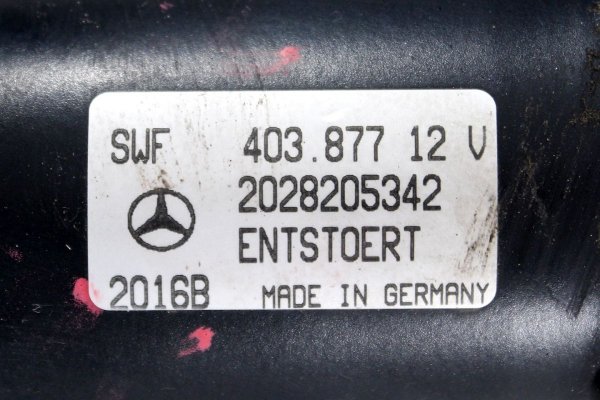 SWF 403.877 12 V
2028205342
ENTSTOERT
2016B MADE IN GERMANY